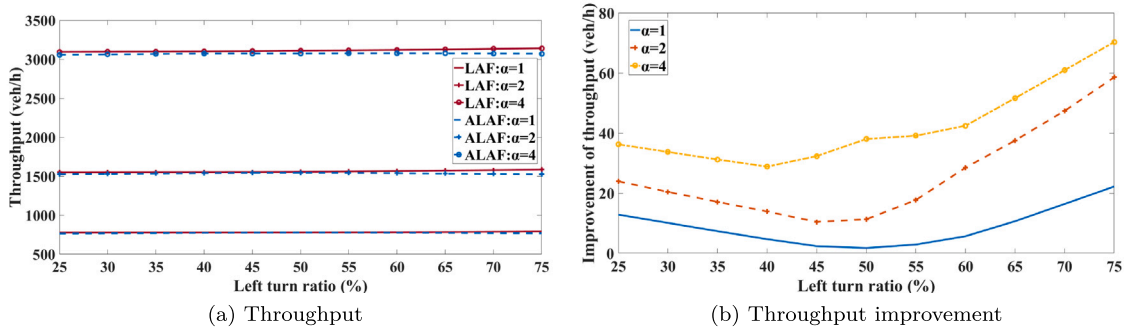 3500
3000
2500
2000
1500
1000
500
Throughput (veh/h)
LAF:α=1
LAF:α=2
LAF:α=4
ALAF:α=1
ALAF:α=2
ALAF:α=4
25 30 35 40 45 50 55 60 65 70 75
Left turn ratio (%)
(a) Throughput
80
60
40
20
0
Improvement of throughput (veh/h)
α=1
α=2
α=4
25 30 35 40 45 50 55 60 65 70 75
Left turn ratio (%)
(b) Throughput improvement